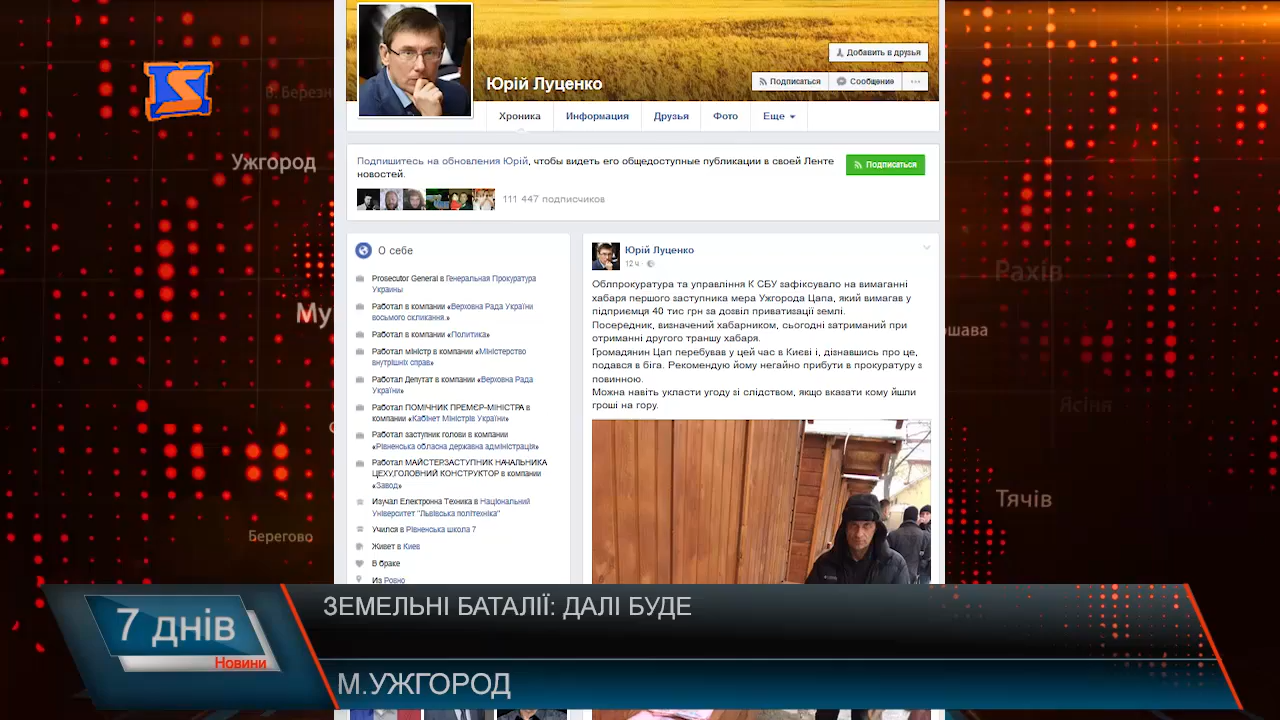 В. Березн
Ужгород
Му
Рахів
ршава
Ясіня
Тячів
Берегово
Юрій Луценко
Добавить в друзья
Подписаться
Сообщение
Хроника
Информация
Друзья
Фото
Еще
Подпишитесь на обновления Юрій, чтобы видеть его общедоступные публикации в своей Ленте
новостей.
Подписаться
111 447 подписчиков
О себе
Prosecutor General в Генеральная Прокуратура
Украины
Работал в компании «Верховна Рада України
восьмого скликання.»
Работал в компании «Политика»
Работал міністр в компании «Міністерство
внутрішніх справ»
Работал Депутат в компании «Верховна Рада
України»
Работал ПОМІЧНИК ПРЕМЄР-МІНІСТРА в
компании «Кабінет Міністрів України»
Работал заступник голови в компании
«Рівненська обласна державна адміністрація»
Работал МАЙСТЕР,ЗАСТУПНИК НАЧАЛЬНИКА
ЦЕХУ,ГОЛОВНИЙ КОНСТРУКТОР в компании
«Завод»
Изучал Електронна Техника в Національний
Університет "Львівська політехніка"
Учился в Рівненська школа 7
Живет в Киев
В браке
Из Ровно
Юрій Луценко
12 ч.
Облпрокуратура та управління К СБУ зафіксувало на вимаганні
хабаря першого заступника мера Ужгорода Цапа, який вимагав у
підприємця 40 тис грн за дозвіл приватизації землі.
Посередник, визначений хабарником, сьогодні затриманий при
отриманні другого траншу хабаря.
Громадянин Цап перебував у цей час в Києві і, дізнавшись про це,
подався в біга. Рекомендую йому негайно прибути в прокуратуру з
повинною.
Можна навіть укласти угоду зі слідством, якщо вказати кому йшли
гроші на гору.
7 днів
Новини
ЗЕМЕЛЬНІ БАТАЛІЇ: ДАЛІ БУДЕ
М.УЖГОРОД